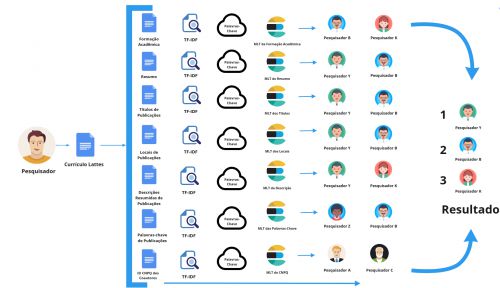 Pesquisador
Currículo Lattes
Formação
Acadêmica
TF-IDF
Palavras-
Chave
MLT da Formação Acadêmica
Pesquisador B
Pesquisador K
Resumo
TF-IDF
Palavras-
Chave
MLT do Resumo
Pesquisador Y
Pesquisador B
Títulos de
Publicações
TF-IDF
Palavras-
Chave
MLT dos Títulos
Pesquisador Y
Pesquisador B
Locais de
Publicações
TF-IDF
Palavras-
Chave
MLT dos Locais
Pesquisador Y
Pesquisador B
Descrições
Resumidas de
Publicações
TF-IDF
Palavras-
Chave
MLT da Descrição
Pesquisador Y
Pesquisador K
Palavras-chave
de Publicações
TF-IDF
Palavras-
Chave
MLT das Palavras Chave
Pesquisador Z
Pesquisador B
ID CNPQ dos
TF-IDF
Palavras-
Chave
MLT do CNPQ
Pesquisador A
Pesquisador C
1
Pesquisador Y
2
Pesquisador B
3
Pesquisador K
Resultado